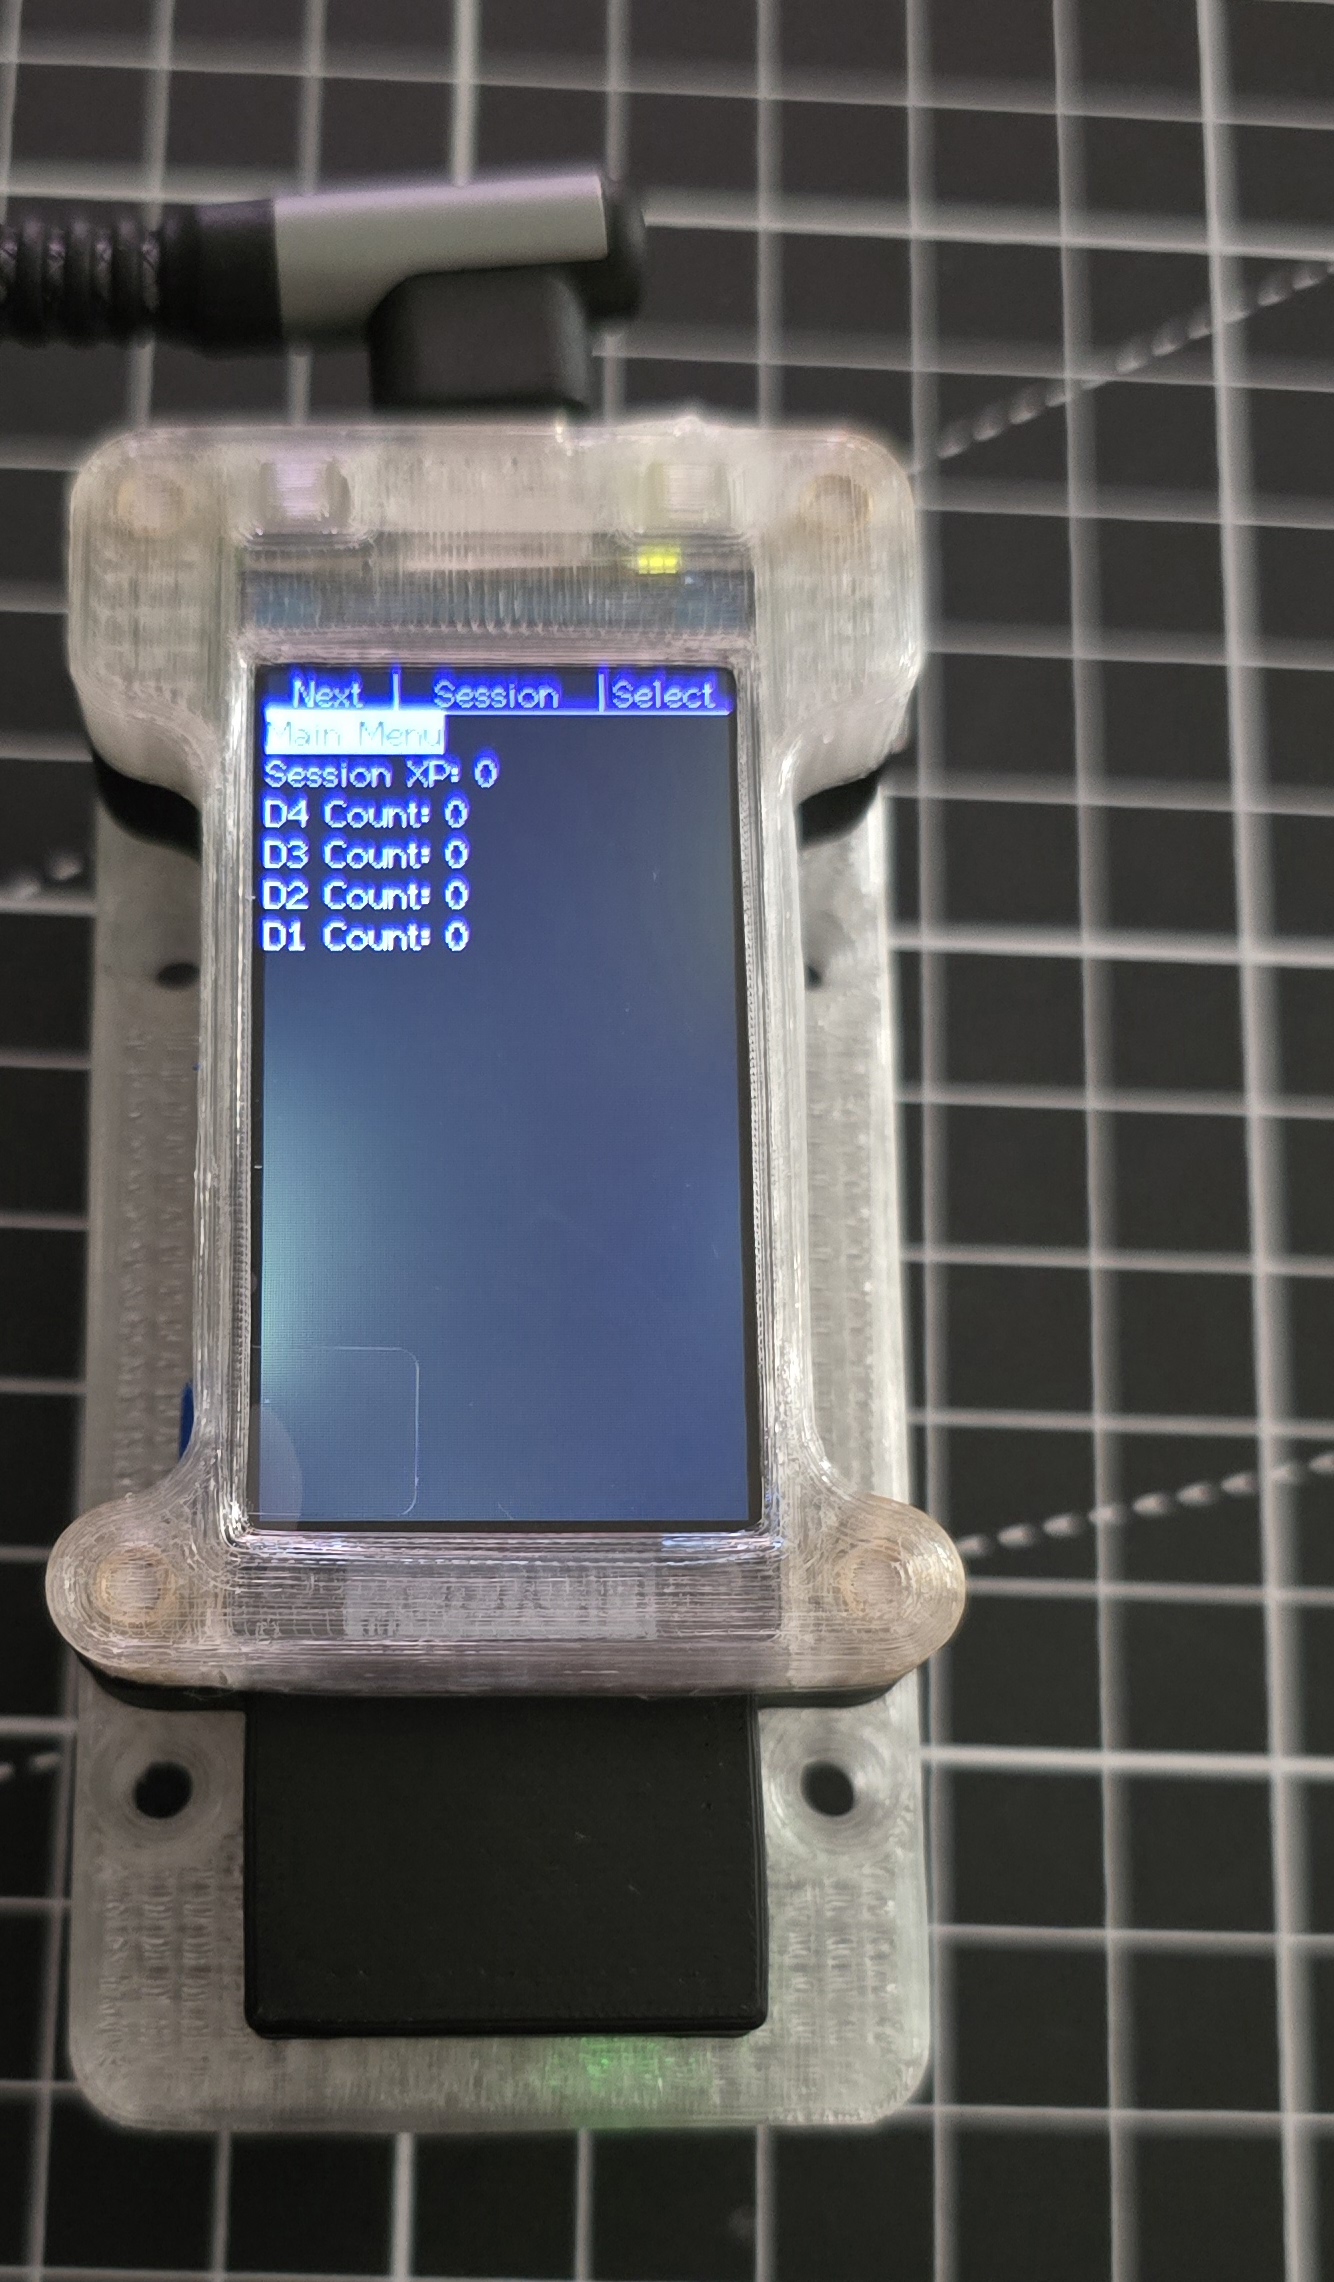 Next | Session | Select
Main Menu
Session XP: 0
D4 Count: 0
D3 Count: 0
D2 Count: 0
D1 Count: 0